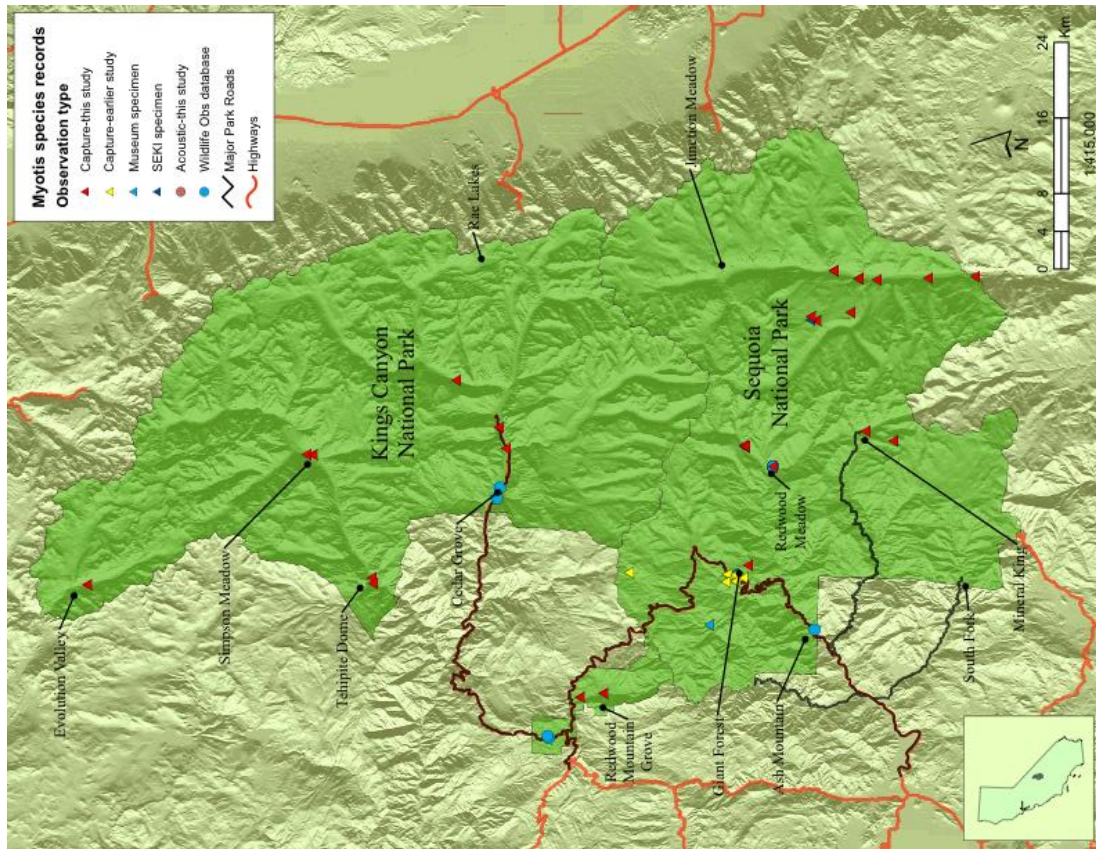 Myotis species records
Observation type
Capture-this study
Capture-earlier study
Museum specimen
SEKI specimen
Acoustic-this study
Wildlife Obs database
Major Park Roads
Highways
Evolution Valley
Simpson Meadow
Tehipite Dome
Kings Canyon
National Park
Rae Lakes
Cedar Grove
Redwood
Mountain
Grove
Giant Forest
Ash Mountain
Redwood
Meadow
Sequoia
National Park
Junction Meadow
South Fork
Mineral King
N
0 4 8 16 24
Km
1:415,000